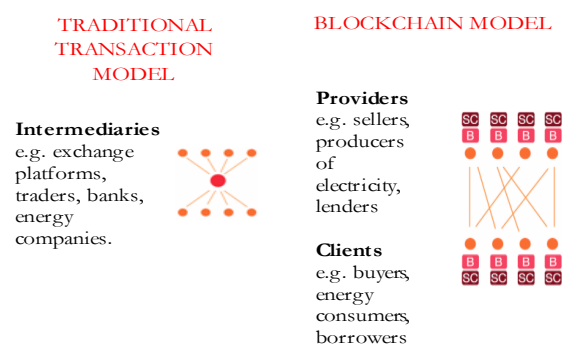 TRADITIONAL
TRANSACTION
MODEL
Intermediaries
e.g. exchange
platforms,
traders, banks,
energy
companies.
BLOCKCHAIN MODEL
Providers
e.g. sellers,
producers
of
electricity,
lenders
Clients
e.g. buyers,
energy
consumers,
borrowers
SC SC SC SC
B B B B
B B B B
SC SC SC SC